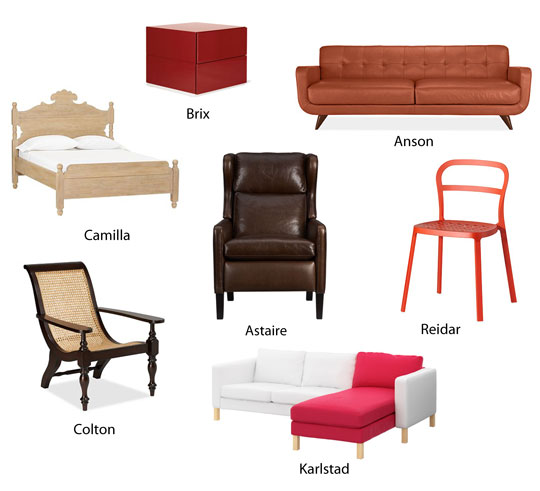 Brix
Anson
Camilla
Astaire
Reidar
Colton
Karlstad